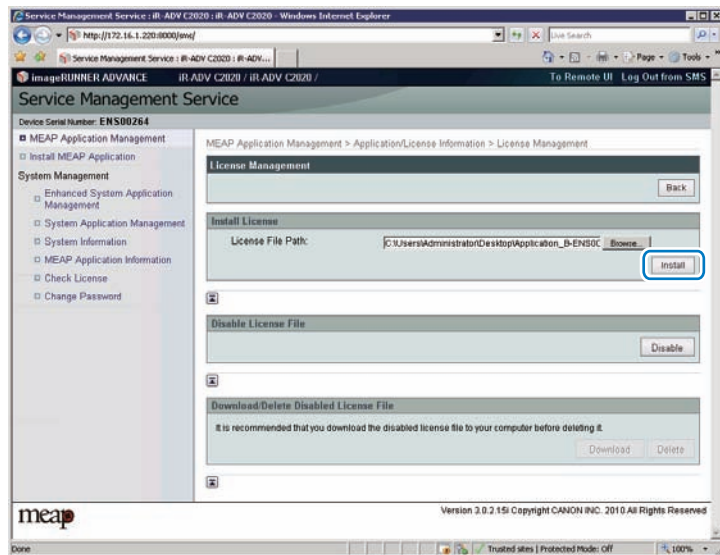 Service Management Service : iR-ADV C2020 : iR-ADV C2020 - Windows Internet Explorer
http://172.16.1.220:8000/sms/
Live Search
Service Management Service : iR-ADV C2020 : iR-ADV...
Page
Tools
imageRUNNER ADVANCE
iR-ADV C2020 / iR-ADV C2020 /
To Remote UI
Log Out from SMS
Service Management Service
Device Serial Number: ENS00264
MEAP Application Management
Install MEAP Application
System Management
Enhanced System Application
Management
System Application Management
System Information
MEAP Application Information
Check License
Change Password
MEAP Application Management > Application/License Information > License Management
License Management
Back
Install License
License File Path:
C:\Users\Administrator\Desktop\Application_B-ENS0
Browse...
Install
Disable License File
Disable
Download/Delete Disabled License File
It is recommended that you download the disabled license file to your computer before deleting it.
Download
Delete
meap
Version 3.0.2.15i Copyright CANON INC. 2010 All Rights Reserved
Done
Trusted sites | Protected Mode: Off
100%